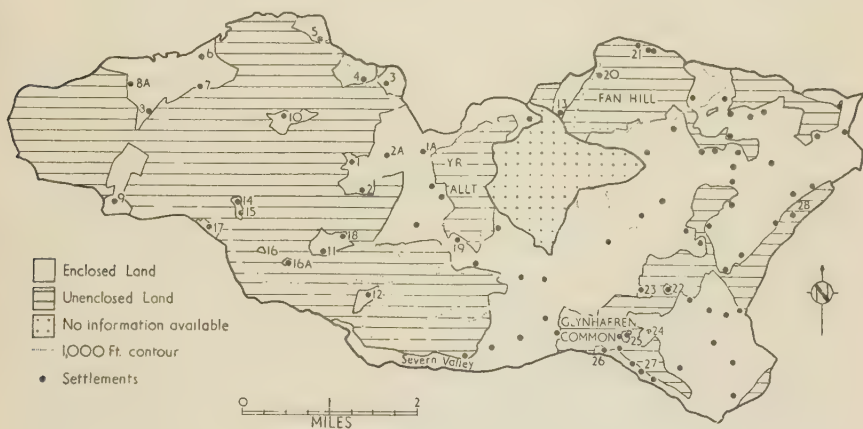 5
6
21
8A
7
4
3
20
FAN HILL
3
10
13
2A
1A
YR
ALLT
2
9
14
15
17
18
28
16
11
19
16A
12
23
22
GLYNHAFREN
COMMON
24
25
26
27
Severn Valley
Enclosed Land
Unenclosed Land
No information available
1,000 Ft. contour
Settlements
N
0 1 2
MILES